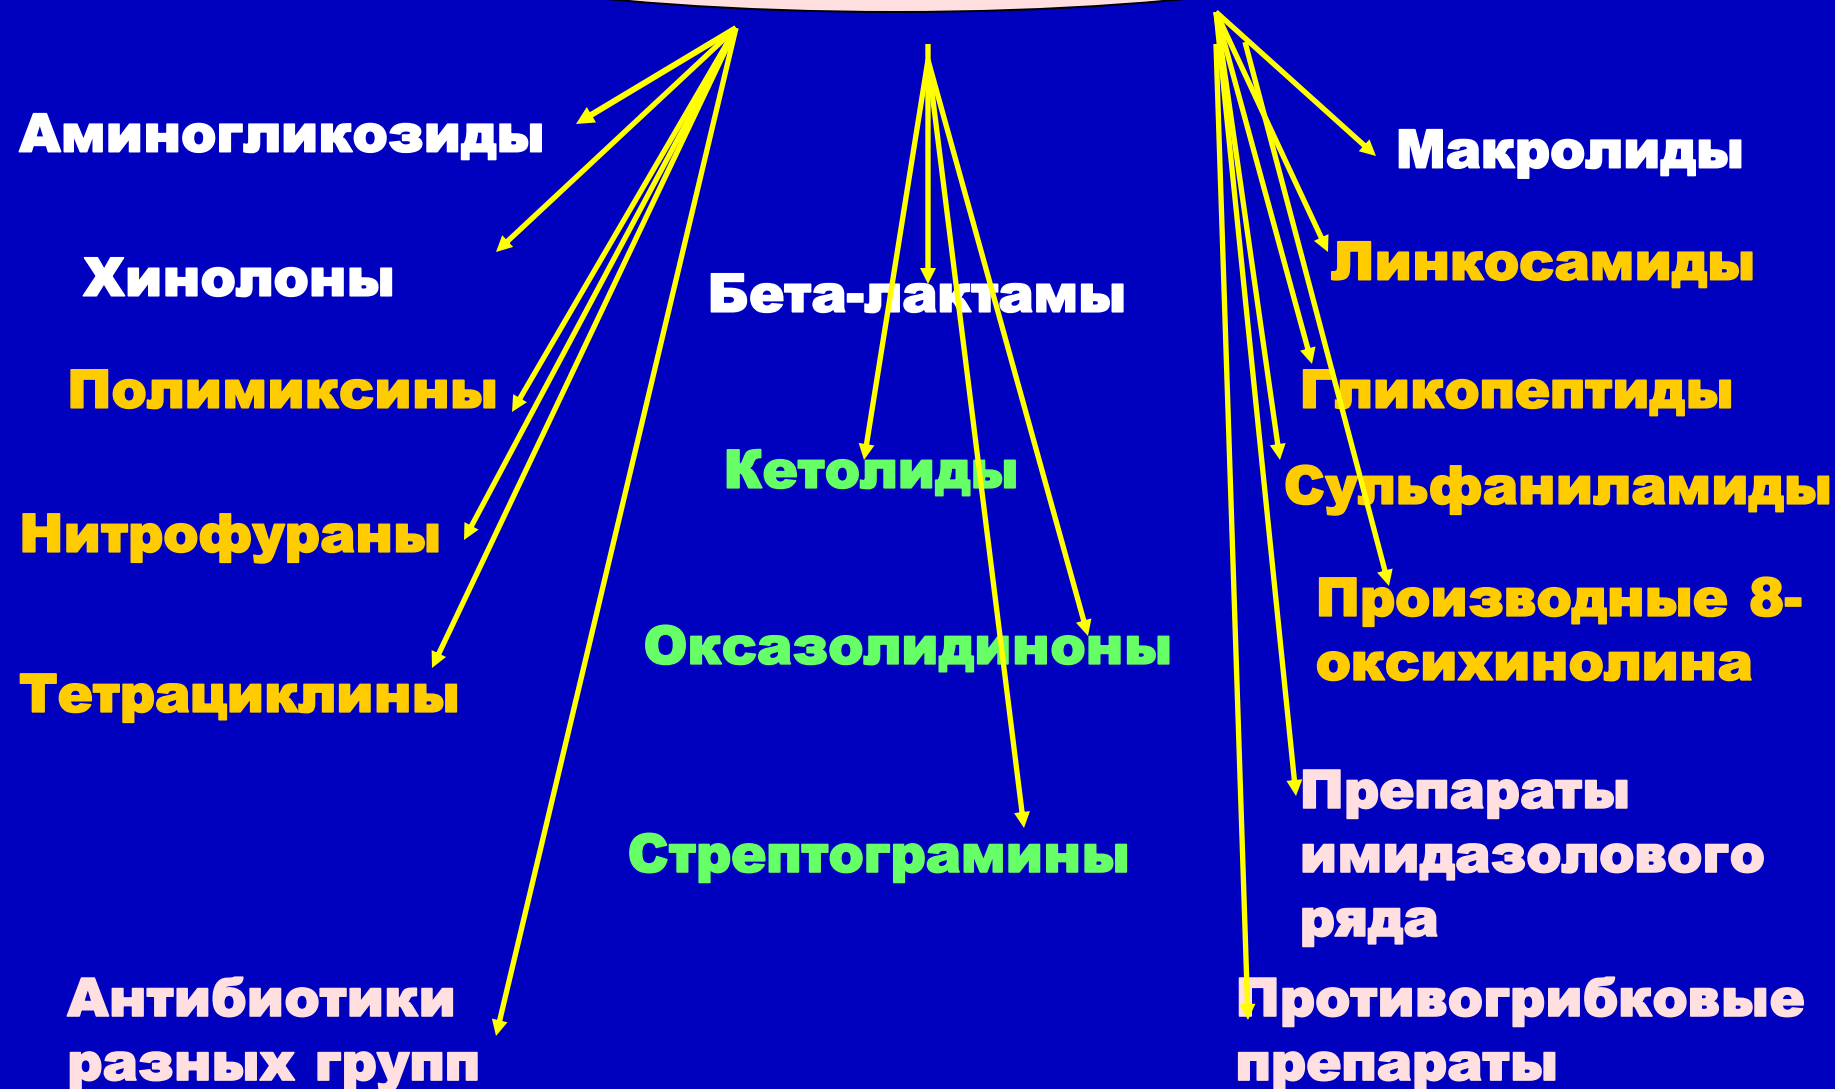 Аминогликозиды
Хинолоны
Полимиксины
Нитрофураны
Тетрациклины
Антибиотики
разных групп
Бета-лактамы
Кетолиды
Оксазолидиноны
Стрептограмины
Макролиды
Линкосамиды
Гликопептиды
Сульфаниламиды
Производные 8-
оксихинолина
Препараты
имидазолового
ряда
Противогрибковые
препараты